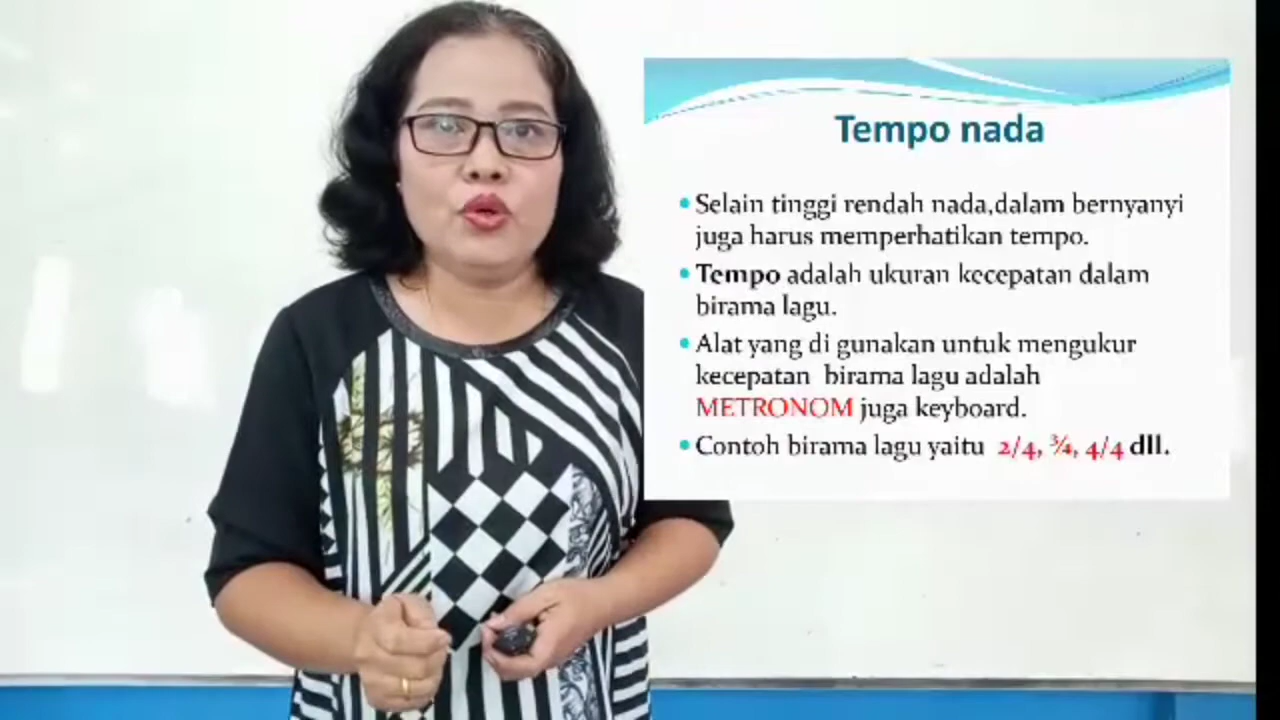 Tempo nada
Selain tinggi rendah nada,dalam bernyanyi
juga harus memperhatikan tempo.
Tempo adalah ukuran kecepatan dalam
birama lagu.
Alat yang di gunakan untuk mengukur
kecepatan birama lagu adalah
METRONOM juga keyboard.
Contoh birama lagu yaitu 2/4, ¾, 4/4 dll.